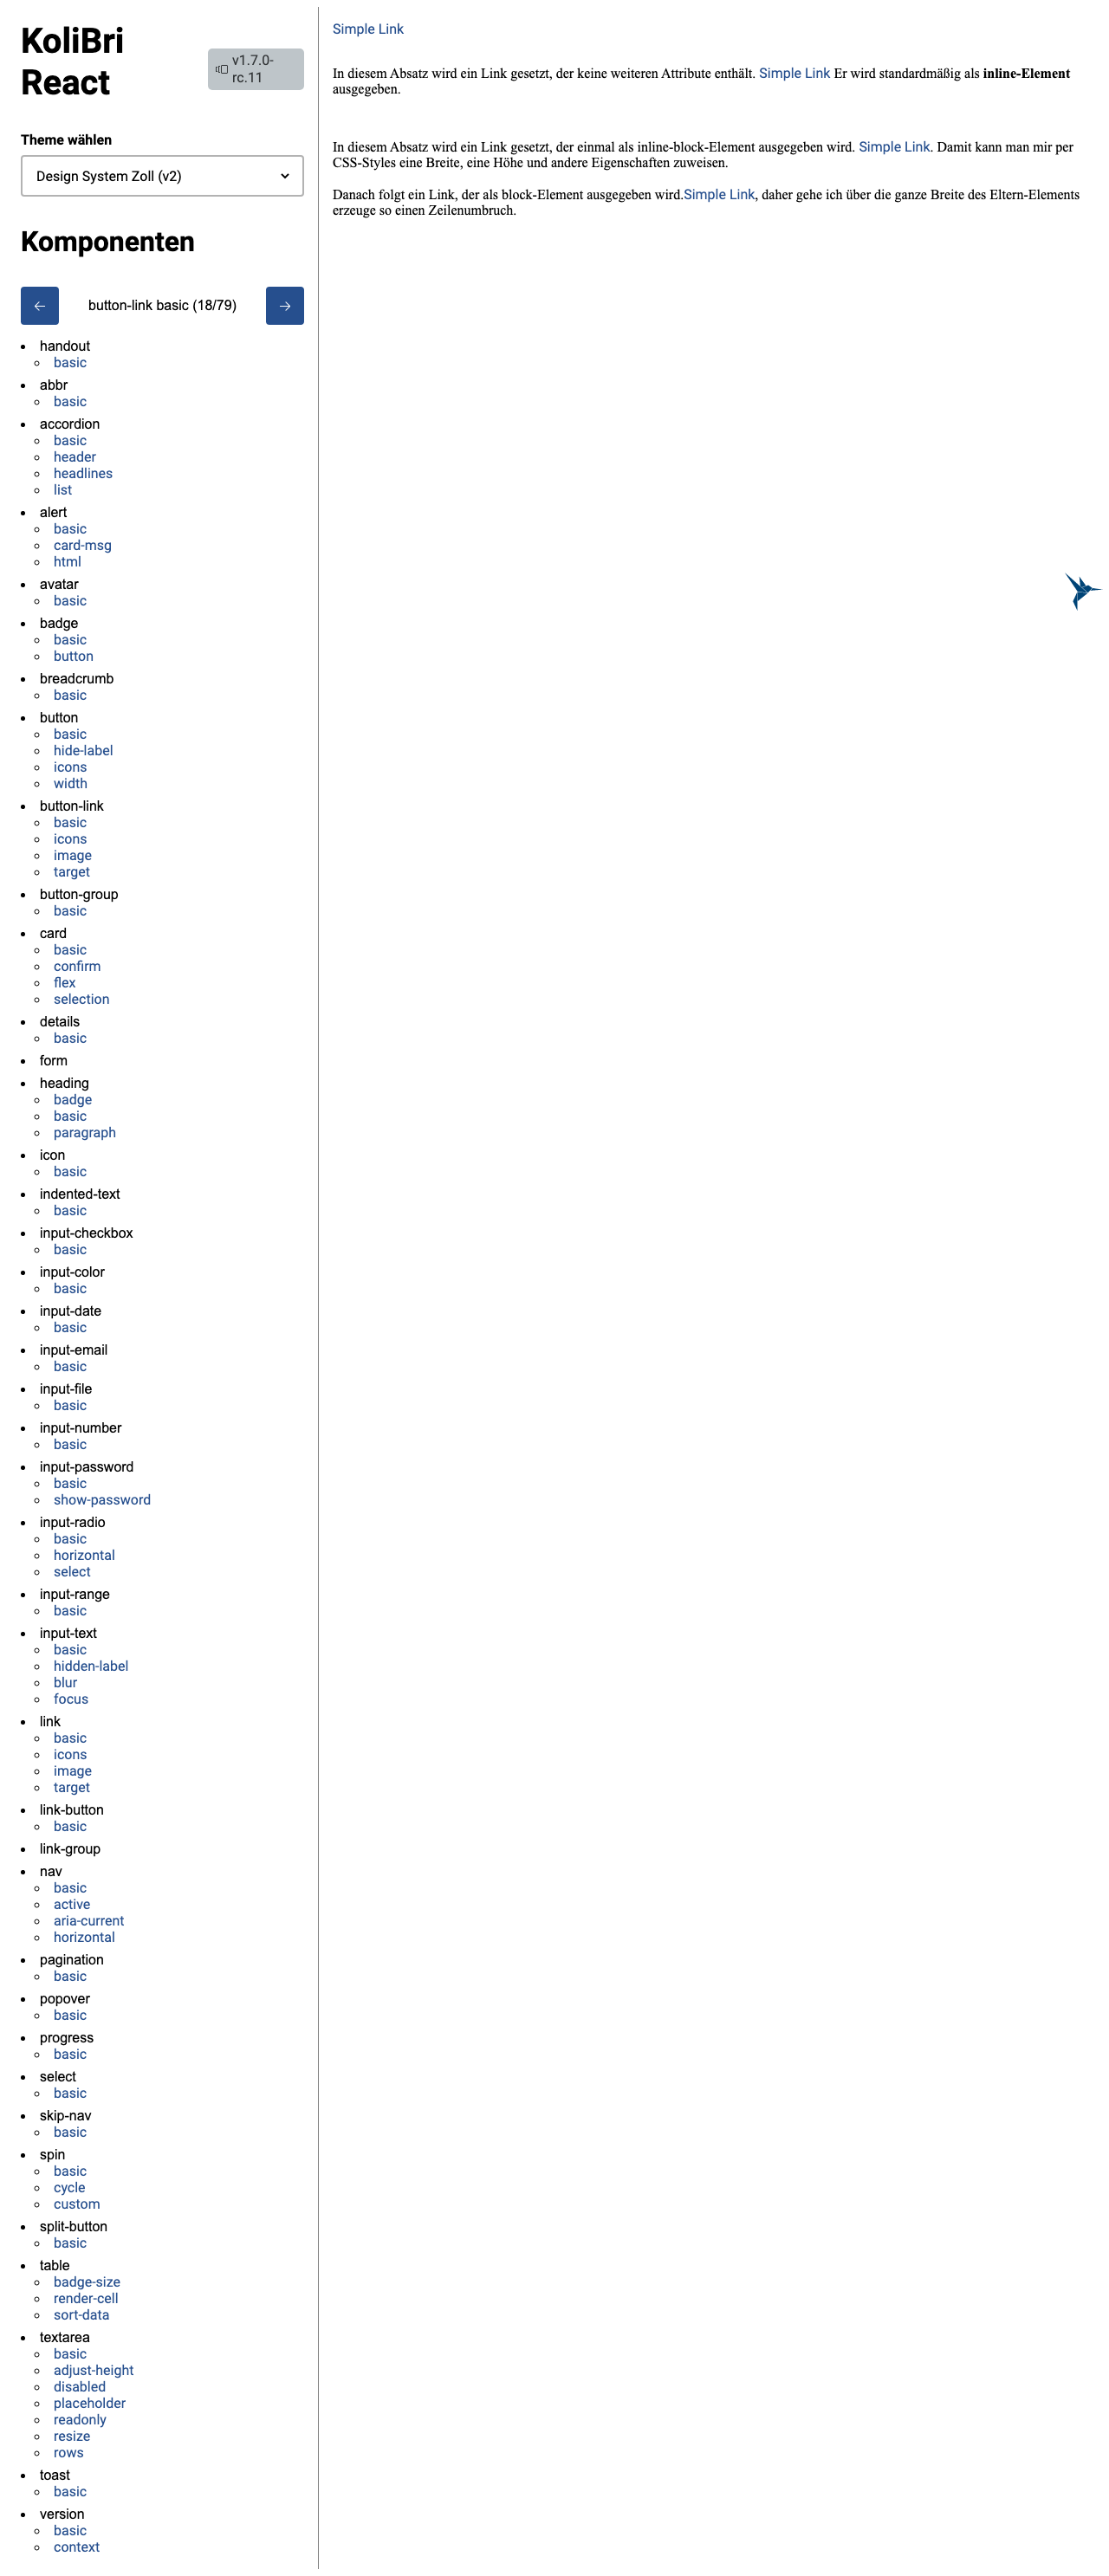 KoliBri
React
v1.7.0-
rc.11
Theme wählen
Design System Zoll (v2)
Komponenten
button-link basic (18/79)
handout
basic
abbr
basic
accordion
basic
header
headlines
list
alert
basic
card-msg
html
avatar
basic
badge
basic
button
breadcrumb
basic
button
basic
hide-label
icons
width
button-link
basic
icons
image
target
button-group
basic
card
basic
confirm
flex
selection
details
basic
form
heading
badge
basic
paragraph
icon
basic
indented-text
basic
input-checkbox
basic
input-color
basic
input-date
basic
input-email
basic
input-file
basic
input-number
basic
input-password
basic
show-password
input-radio
basic
horizontal
select
input-range
basic
input-text
basic
hidden-label
blur
focus
link
basic
icons
image
target
link-button
basic
link-group
nav
basic
active
aria-current
horizontal
pagination
basic
popover
basic
progress
basic
select
basic
skip-nav
basic
spin
basic
cycle
custom
split-button
basic
table
badge-size
render-cell
sort-data
textarea
basic
adjust-height
disabled
placeholder
readonly
resize
rows
toast
basic
version
basic
context
Simple Link
In diesem Absatz wird ein Link gesetzt, der keine weiteren Attribute enthält. Simple Link Er wird standardmäßig als inline-Element
ausgegeben.
In diesem Absatz wird ein Link gesetzt, der einmal als inline-block-Element ausgegeben wird. Simple Link. Damit kann man mir per
CSS-Styles eine Breite, eine Höhe und andere Eigenschaften zuweisen.
Danach folgt ein Link, der als block-Element ausgegeben wird.Simple Link, daher gehe ich über die ganze Breite des Eltern-Elements
erzeuge so einen Zeilenumbruch.